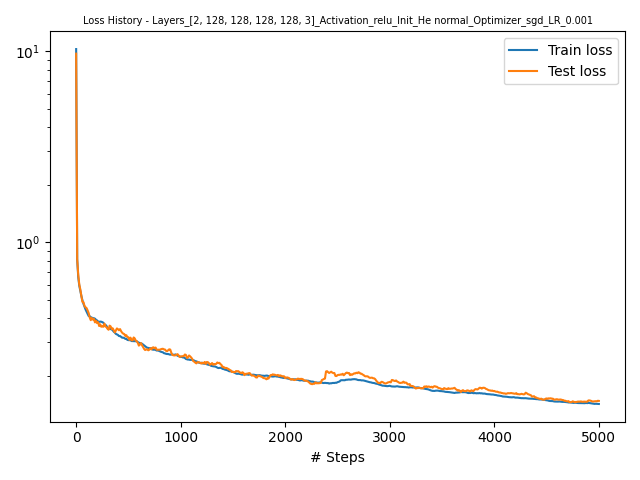 Loss History - Layers_[2, 128, 128, 128, 128, 3]_Activation_relu_Init_He normal_Optimizer_sgd_LR_0.001
Train loss
Test loss
10¹
10⁰
0 1000 2000 3000 4000 5000
# Steps